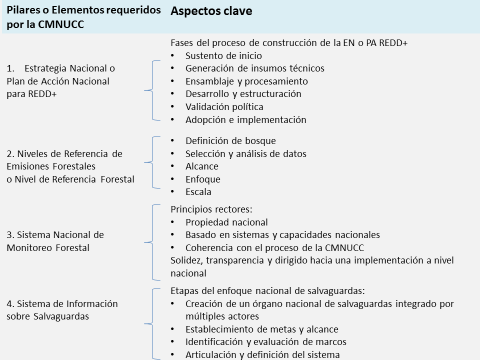 Pilares o Elementos requeridos
por la CMNUCC
Aspectos clave
1. Estrategia Nacional o
Plan de Acción Nacional
para REDD+
Fases del proceso de construcción de la EN o PA REDD+
• Sustento de inicio
• Generación de insumos técnicos
• Ensamblaje y procesamiento
• Desarrollo y estructuración
• Validación política
• Adopción e implementación
2. Niveles de Referencia de
Emisiones Forestales
o Nivel de Referencia Forestal
• Definición de bosque
• Selección y análisis de datos
• Alcance
• Enfoque
• Escala
3. Sistema Nacional de
Monitoreo Forestal
Principios rectores:
• Propiedad nacional
• Basado en sistemas y capacidades nacionales
• Coherencia con el proceso de la CMNUCC
Solidez, transparencia y dirigido hacia una implementación a nivel
nacional
4. Sistema de Información
sobre Salvaguardas
Etapas del enfoque nacional de salvaguardas:
• Creación de un órgano nacional de salvaguardas integrado por
múltiples actores
• Establecimiento de metas y alcance
• Identificación y evaluación de marcos
• Articulación y definición del sistema